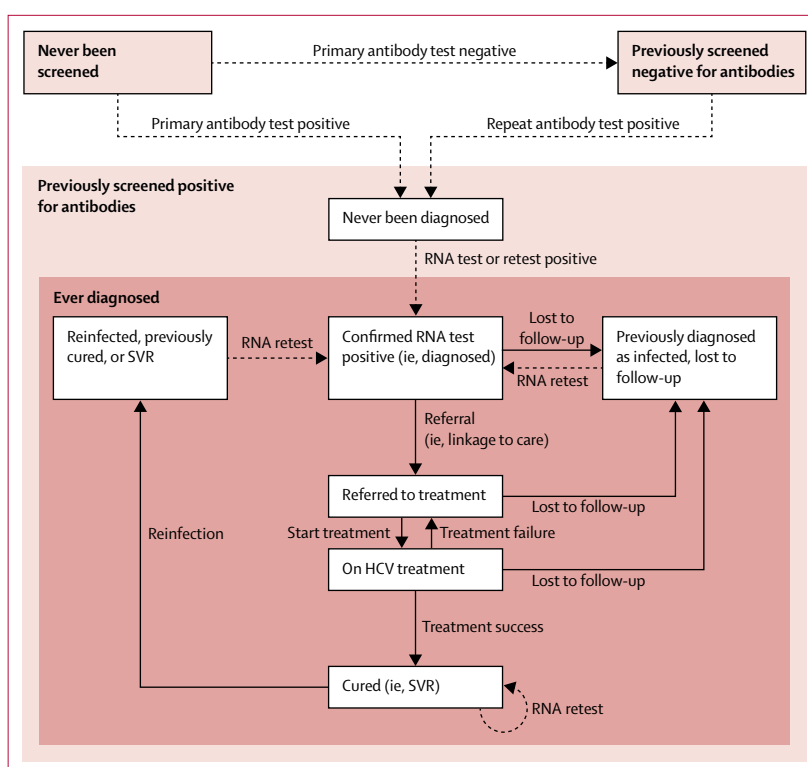 Never been
screened
Primary antibody test negative
Previously screened
negative for antibodies
Primary antibody test positive
Repeat antibody test positive
Previously screened positive
for antibodies
Never been diagnosed
RNA test or retest positive
Ever diagnosed
Reinfected, previously
cured, or SVR
RNA retest
Confirmed RNA test
positive (ie, diagnosed)
Lost to
follow-up
RNA retest
Previously diagnosed
as infected, lost to
follow-up
Referral
(ie, linkage to care)
Referred to treatment
Lost to follow-up
Reinfection
Start treatment
Treatment failure
On HCV treatment
Lost to follow-up
Treatment success
Cured (ie, SVR)
RNA retest